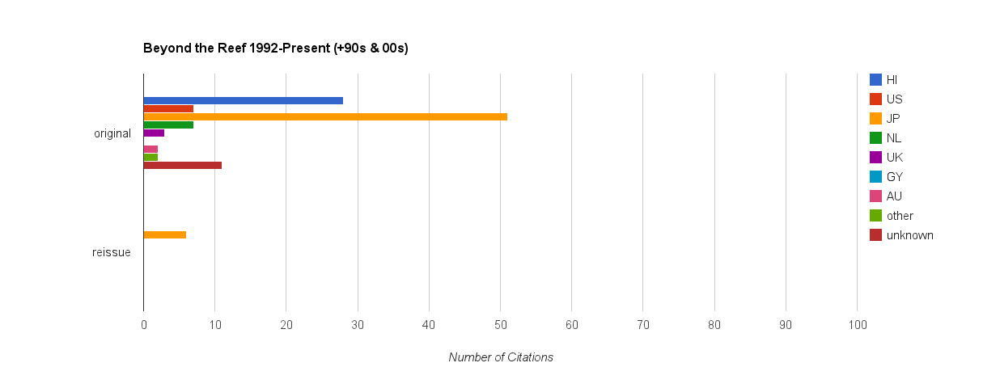 Beyond the Reef 1992-Present (+90s & 00s)
HI
US
JP
NL
UK
GY
AU
other
unknown
original
reissue
0 10 20 30 40 50 60 70 80 90 100
Number of Citations